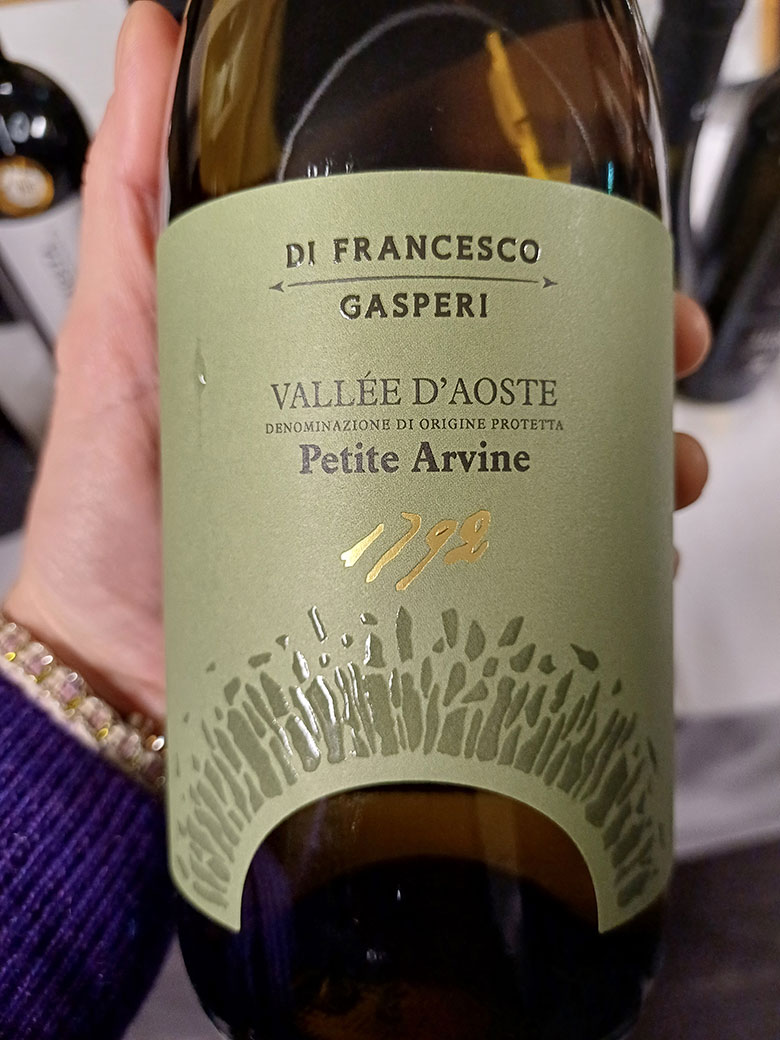 DI FRANCESCO
GASPERI
VALLÉE D'AOSTE
DENOMINAZIONE DI ORIGINE PROTETTA
Petite Arvine
1792